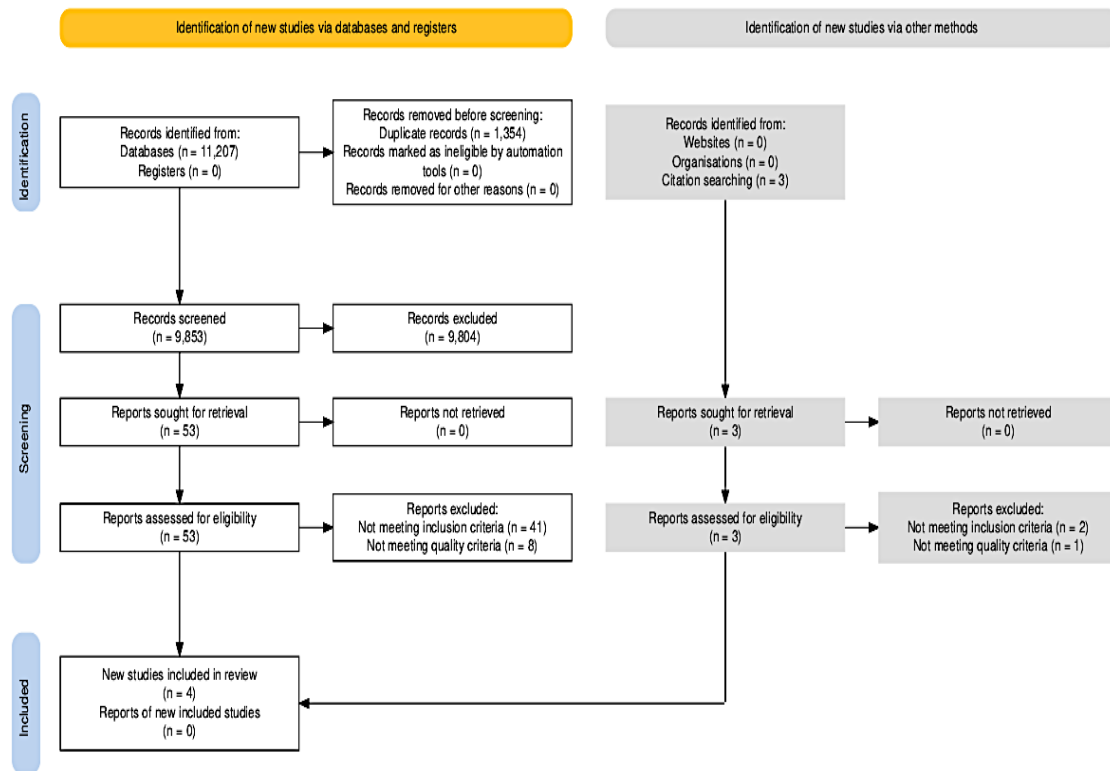 Identification of new studies via databases and registers
Identification of new studies via other methods
Identification
Records identified from:
Databases (n = 11,207)
Registers (n = 0)
Records removed before screening:
Duplicate records (n = 1,354)
Records marked as ineligible by automation
tools (n = 0)
Records removed for other reasons (n = 0)
Records identified from:
Websites (n = 0)
Organisations (n = 0)
Citation searching (n = 3)
Screening
Records screened
(n = 9,853)
Records excluded
(n = 9,804)
Reports sought for retrieval
(n = 53)
Reports not retrieved
(n = 0)
Reports sought for retrieval
(n = 3)
Reports not retrieved
(n = 0)
Reports assessed for eligibility
(n = 53)
Reports excluded:
Not meeting inclusion criteria (n = 41)
Not meeting quality criteria (n = 8)
Reports assessed for eligibility
(n = 3)
Reports excluded:
Not meeting inclusion criteria (n = 2)
Not meeting quality criteria (n = 1)
Included
New studies included in review
(n = 4)
Reports of new included studies
(n = 0)